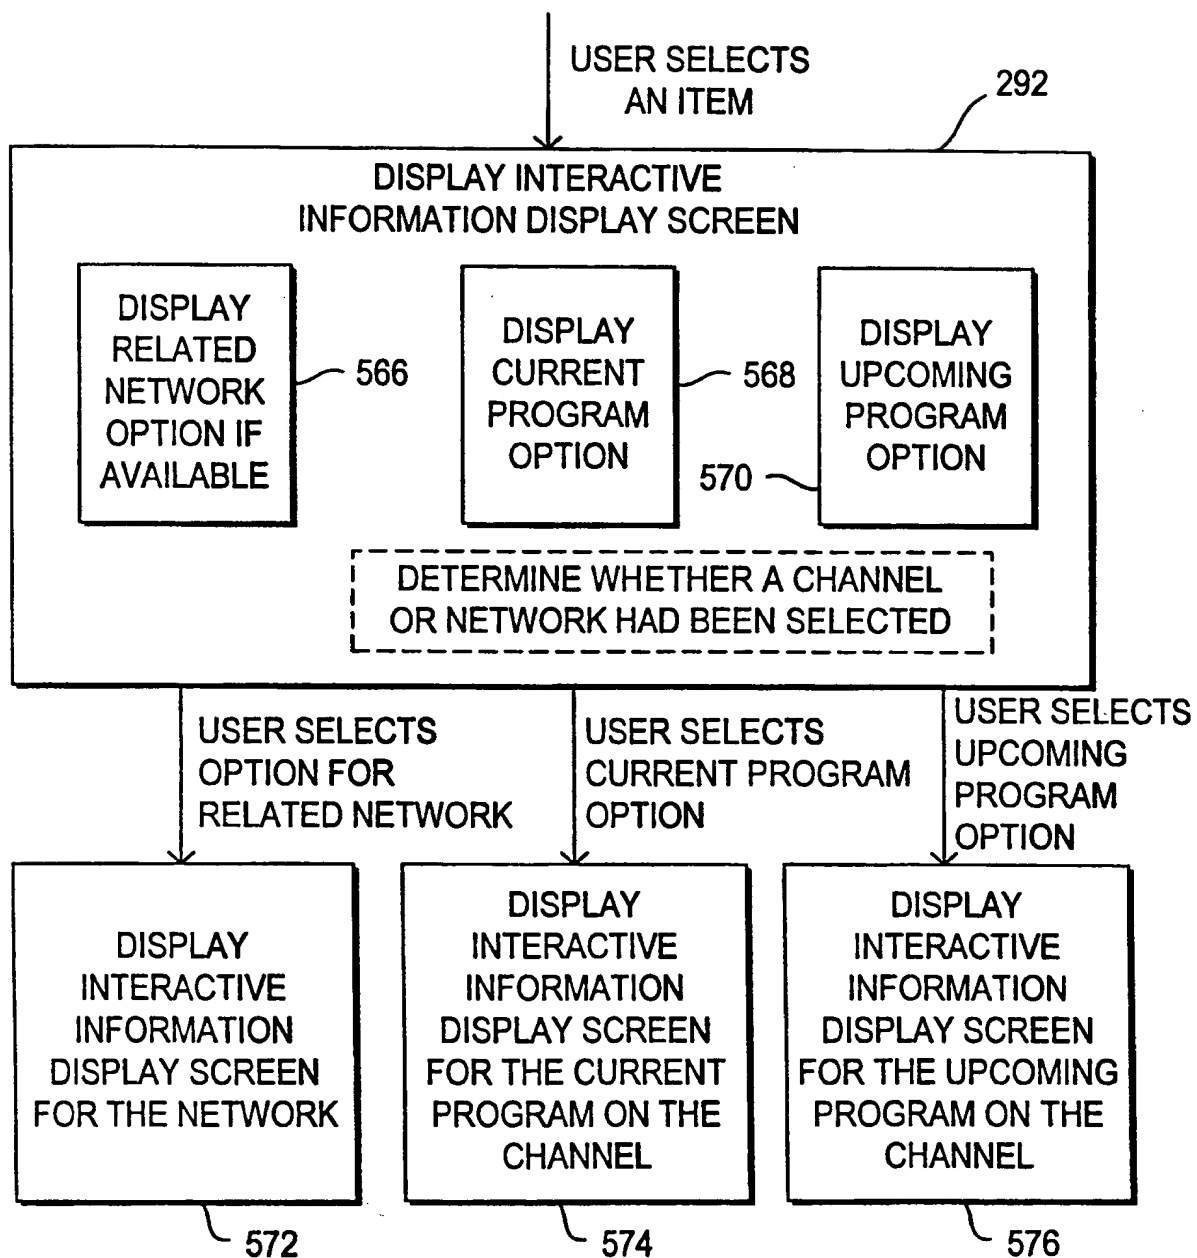 USER SELECTS
AN ITEM
292
DISPLAY INTERACTIVE
INFORMATION DISPLAY SCREEN
DISPLAY
RELATED
NETWORK
OPTION IF
AVAILABLE
566
DISPLAY
CURRENT
PROGRAM
OPTION
568
DISPLAY
UPCOMING
PROGRAM
OPTION
570
DETERMINE WHETHER A CHANNEL
OR NETWORK HAD BEEN SELECTED
USER SELECTS
OPTION FOR
RELATED NETWORK
USER SELECTS
CURRENT PROGRAM
OPTION
USER SELECTS
UPCOMING
PROGRAM
OPTION
DISPLAY
INTERACTIVE
INFORMATION
DISPLAY SCREEN
FOR THE NETWORK
572
DISPLAY
INTERACTIVE
INFORMATION
DISPLAY SCREEN
FOR THE CURRENT
PROGRAM ON THE
CHANNEL
574
DISPLAY
INTERACTIVE
INFORMATION
DISPLAY SCREEN
FOR THE UPCOMING
PROGRAM ON THE
CHANNEL
576